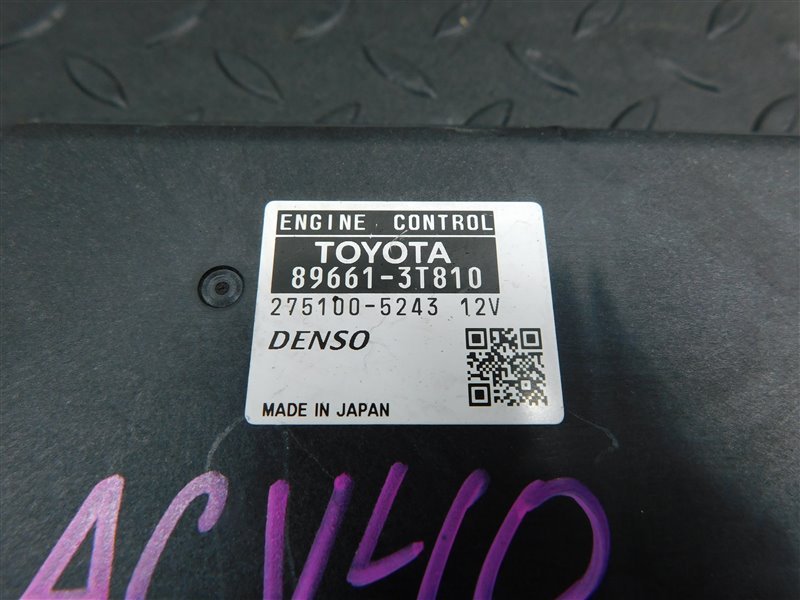 ENGINE CONTROL
TOYOTA
89661-3T810
275100-5243 12V
DENSO
MADE IN JAPAN
ACV40